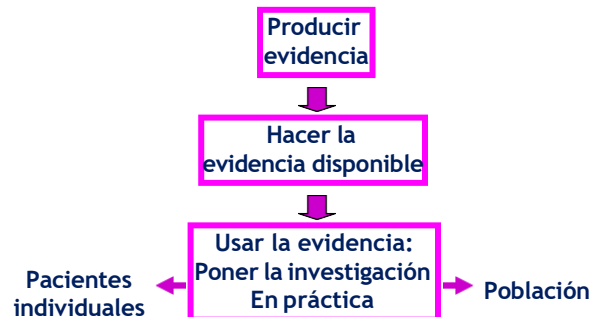 Producir
evidencia
Hacer la
evidencia disponible
Usar la evidencia:
Poner la investigación
En práctica
Pacientes
individuales
Población